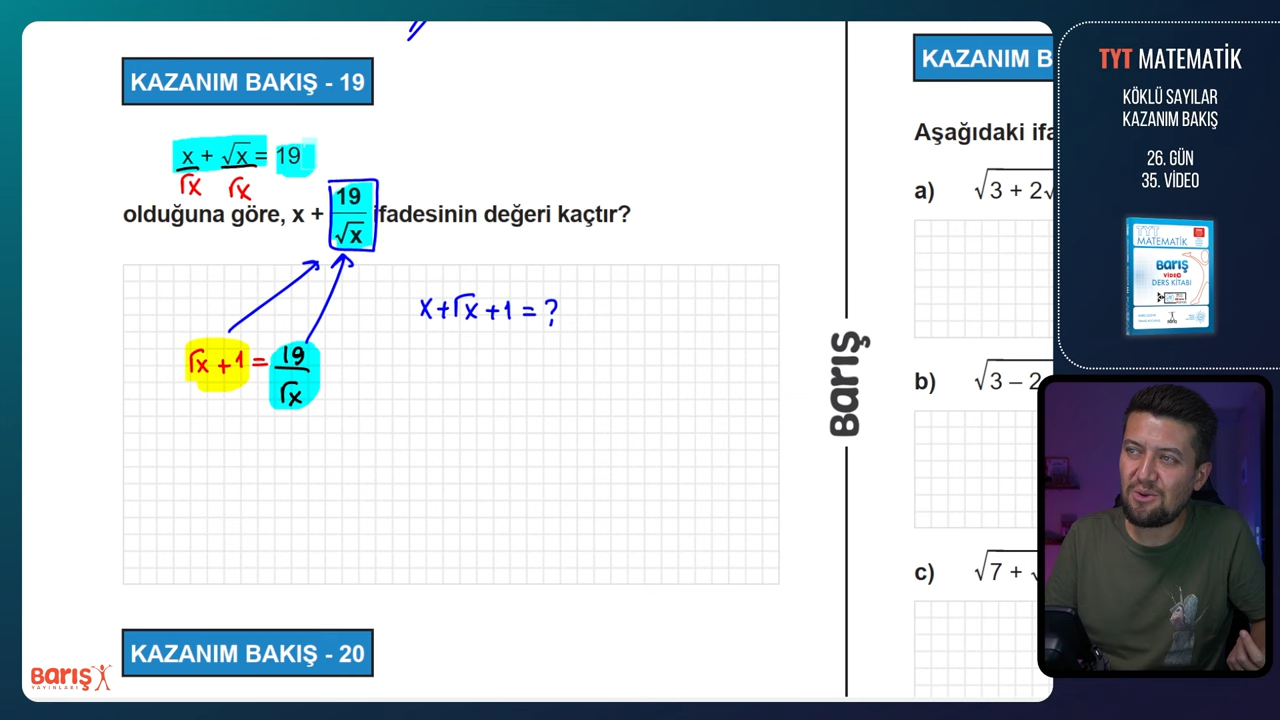 KAZANIM BAKIŞ - 19
x + √x = 19
√x √x
olduğuna göre, x + 19/√x ifadesinin değeri kaçtır?
x+√x +1 = ?
√x +1 = 19/√x
KAZANIM BAKIŞ - 20
BARIŞ
YAYINLARI
Barış
KAZANIM B
Aşağıdaki ifa
a) √3 + 2√
b) √3 – 2
c) √7 + √
TYT MATEMATİK
KÖKLÜ SAYILAR
KAZANIM BAKIŞ
26. GÜN
35. VİDEO
TYT
MATEMATİK
BARIŞ
VİDEO
DERS KİTABI